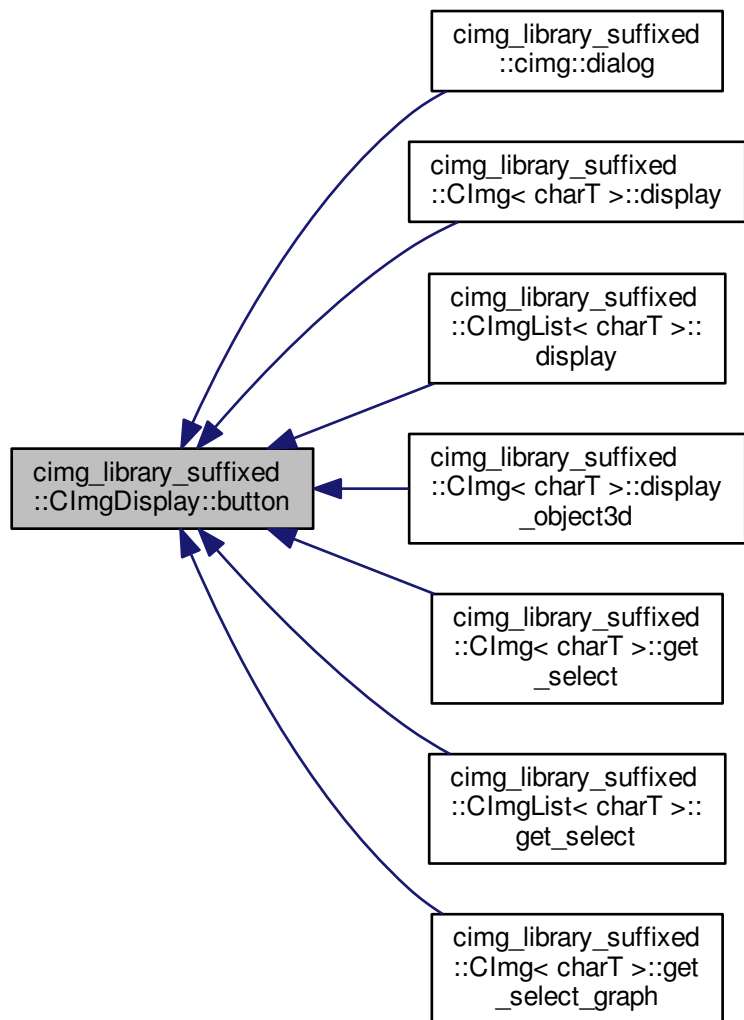 cimg_library_suffixed
::cimg::dialog
cimg_library_suffixed
::CImg< charT >::display
cimg_library_suffixed
::CImgList< charT >::
display
cimg_library_suffixed
::CImgDisplay::button
cimg_library_suffixed
::CImg< charT >::display
_object3d
cimg_library_suffixed
::CImg< charT >::get
_select
cimg_library_suffixed
::CImgList< charT >::
get_select
cimg_library_suffixed
::CImg< charT >::get
_select_graph